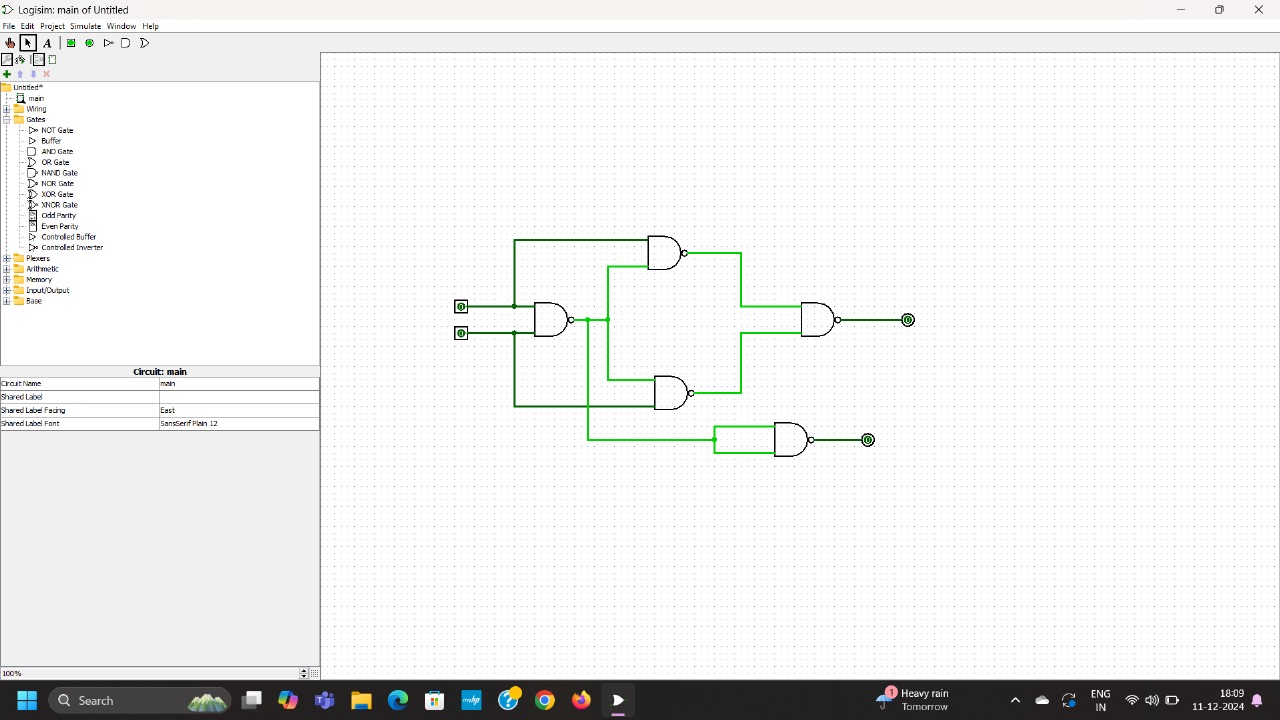 Logisim: main of Untitled
File Edit Project Simulate Window Help
A
Untitled*
main
Wiring
Gates
NOT Gate
Buffer
AND Gate
OR Gate
NAND Gate
NOR Gate
XOR Gate
XNOR Gate
Odd Parity
Even Parity
Controlled Buffer
Controlled Inverter
Plexers
Arithmetic
Memory
Input/Output
Base
Circuit: main
Circuit Name main
Shared Label
Shared Label Facing East
Shared Label Font SansSerif Plain 12
100%
0
0
0
0
Search
1
Heavy rain
Tomorrow
ENG
IN
18:09
11-12-2024